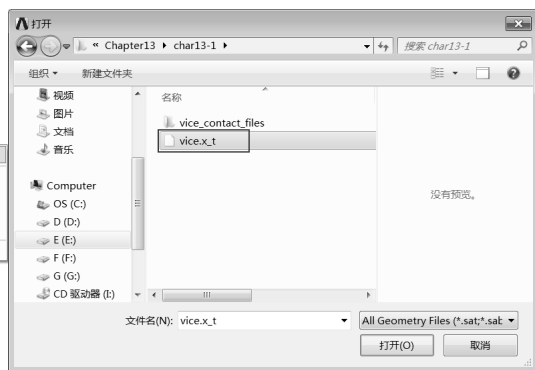 打开
« Chapter13 ▸ char13-1 ▸
搜索 char13-1
组织 新建文件夹
视频
图片
文档
音乐
Computer
OS (C:)
D (D:)
E (E:)
F (F:)
G (G:)
CD 驱动器 (I:)
名称
vice_contact_files
vice.x_t
没有预览。
文件名(N): vice.x_t
All Geometry Files (*.sat;*.sat
打开(O) 取消